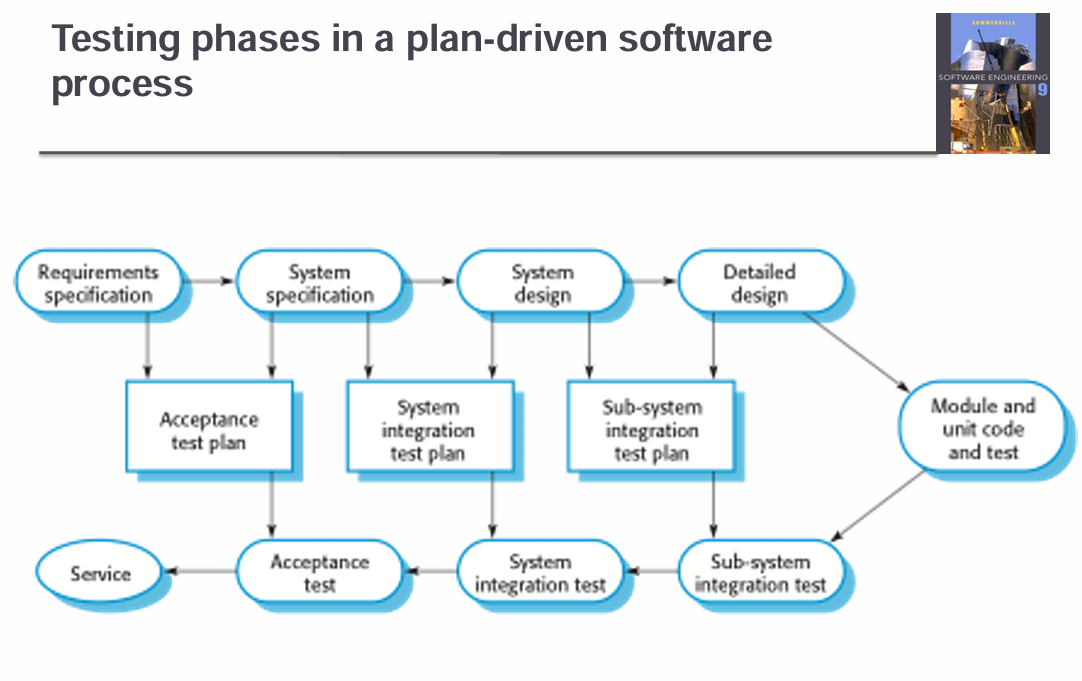 Testing phases in a plan-driven software
process
SOMMERVILLE
SOFTWARE ENGINEERING
9
Requirements
specification
System
specification
System
design
Detailed
design
Acceptance
test plan
System
integration
test plan
Sub-system
integration
test plan
Module and
unit code
and test
Service
Acceptance
test
System
integration test
Sub-system
integration test